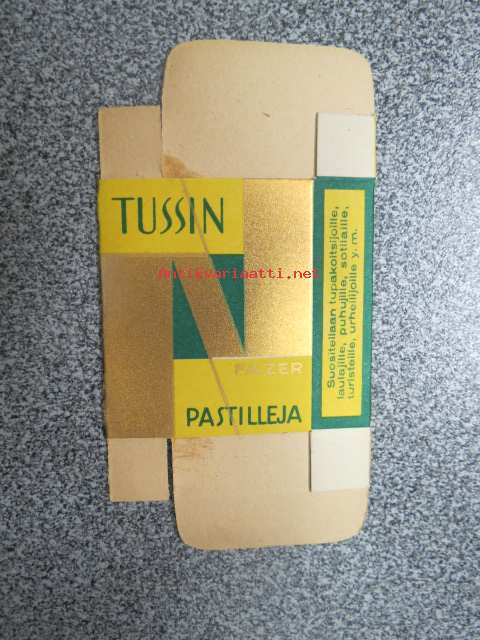 TUSSIN
Antikvariaatti.net
FAZER
PASTILLEJA
Suositellaan tupakoitsijoille,
laulajille, puhujille, sotilaille,
turisteille, urheilijoille y. m.